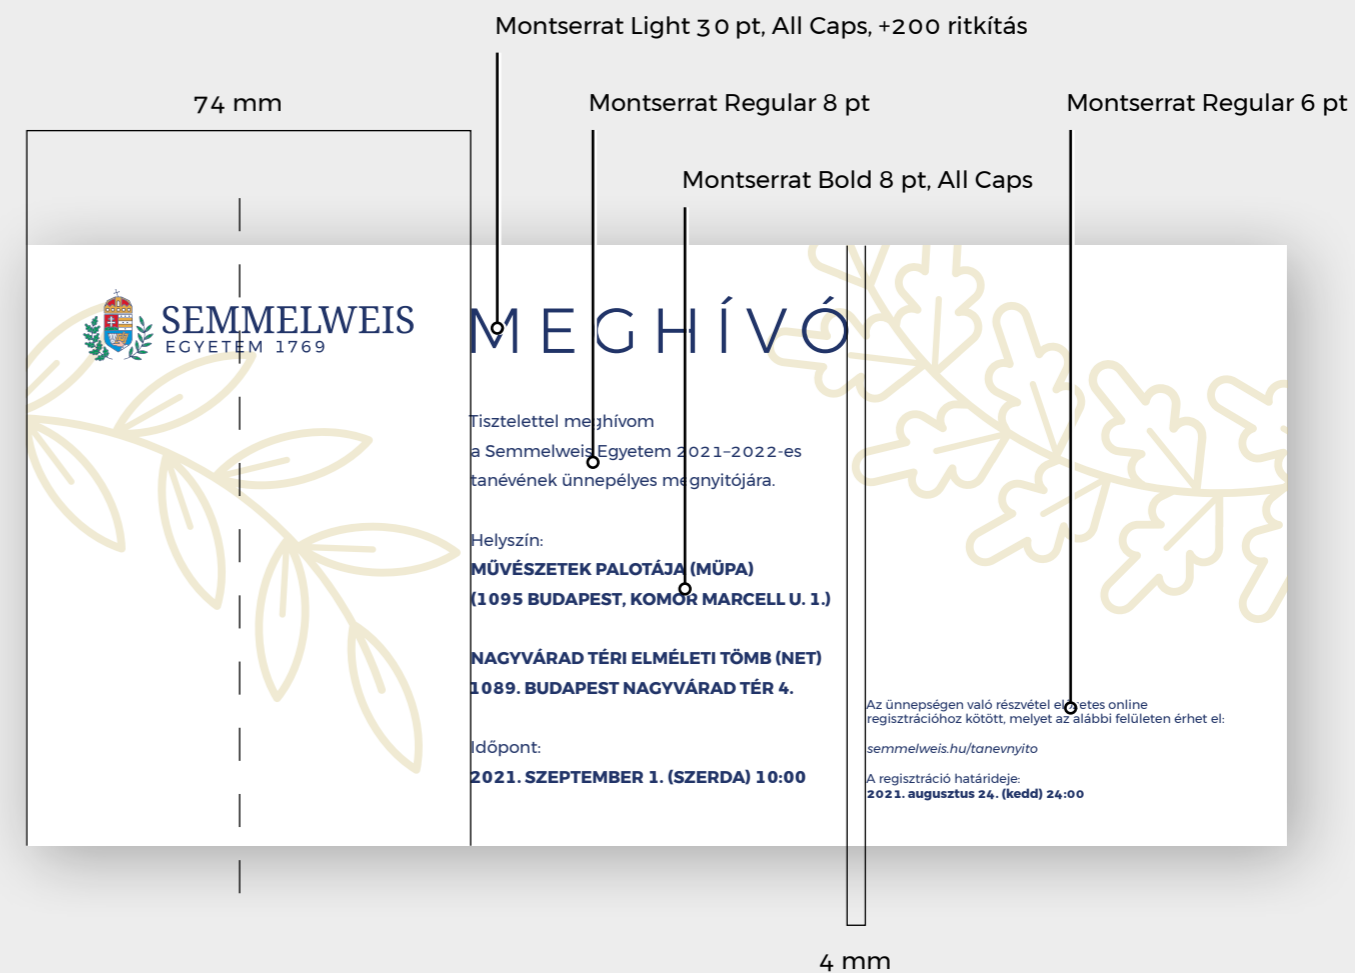 Montserrat Light 30 pt, All Caps, +200 ritkítás
74 mm
Montserrat Regular 8 pt
Montserrat Regular 6 pt
Montserrat Bold 8 pt, All Caps
SEMMELWEIS
EGYETEM 1769
MEGHÍVÓ
Tisztelettel meghívom
a Semmelweis Egyetem 2021–2022-es
tanévének ünnepélyes megnyitójára.
Helyszín:
MŰVÉSZETEK PALOTÁJA (MÜPA)
(1095 BUDAPEST, KOMOR MARCELL U. 1.)
NAGYVÁRAD TÉRI ELMÉLETI TÖMB (NET)
1089. BUDAPEST NAGYVÁRAD TÉR 4.
Időpont:
2021. SZEPTEMBER 1. (SZERDA) 10:00
Az ünnepségen való részvétel előzetes online
regisztrációhoz kötött, melyet az alábbi felületen érhet el:
semmelweis.hu/tanevnyito
A regisztráció határideje:
2021. augusztus 24. (kedd) 24:00
4 mm